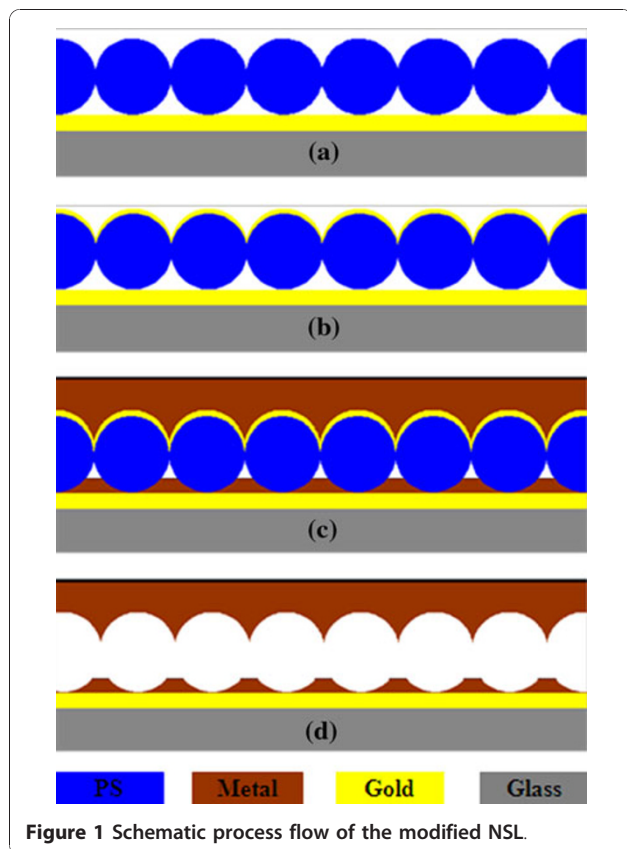 (a)
(b)
(c)
(d)
PS Metal Gold Glass
Figure 1 Schematic process flow of the modified NSL.